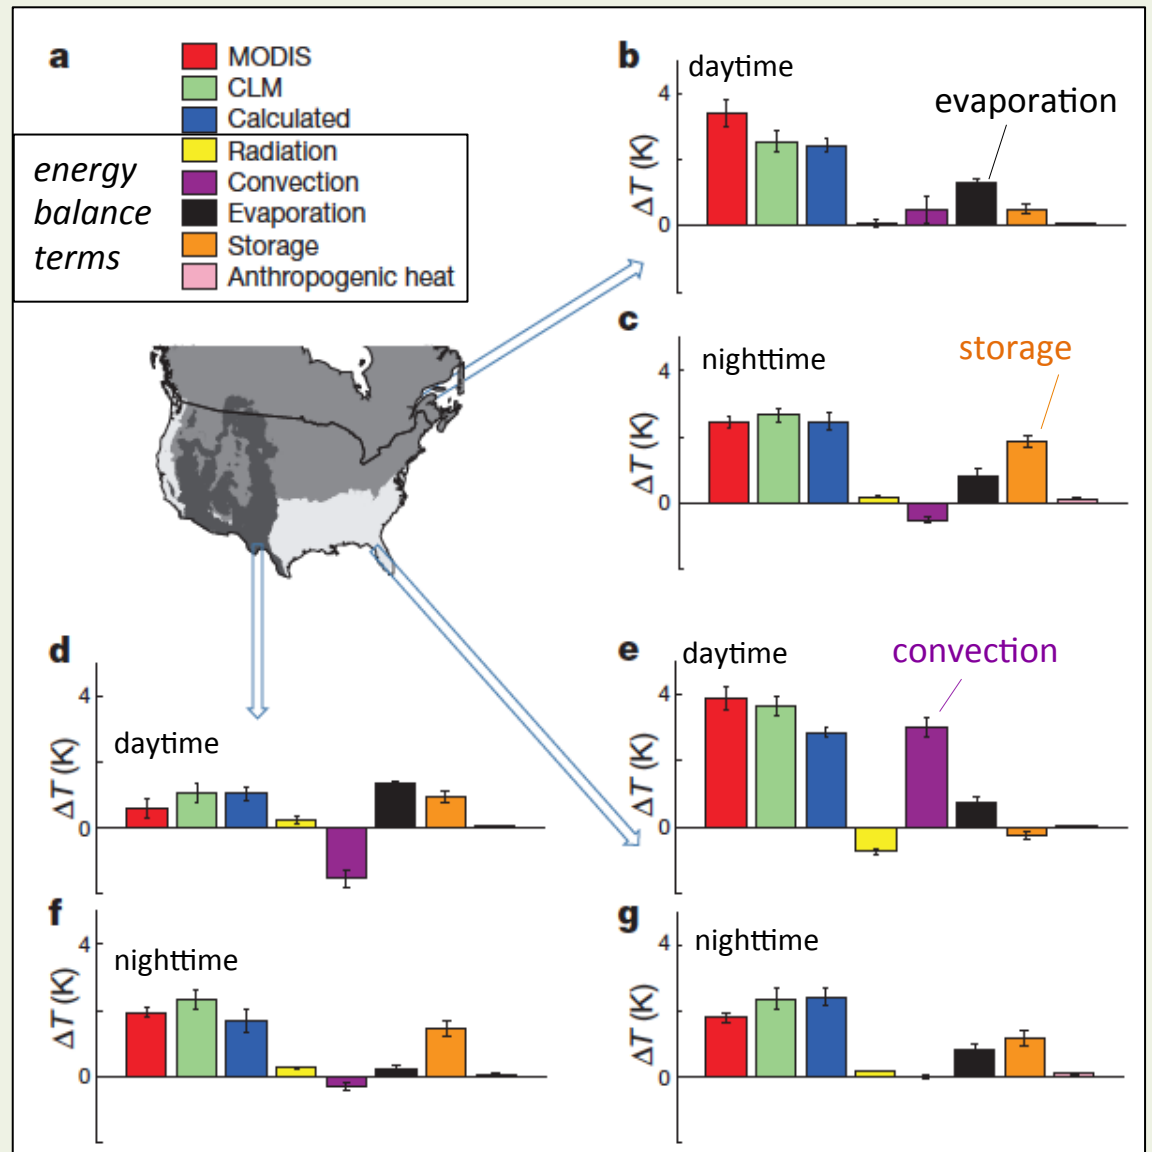 a
MODIS
CLM
Calculated
energy
balance
terms
Radiation
Convection
Evaporation
Storage
Anthropogenic heat
b
daytime
evaporation
4
0
ΔT (K)
c
nighttime
storage
4
0
ΔT (K)
d
daytime
4
0
ΔT (K)
e
daytime
convection
4
0
ΔT (K)
f
nighttime
4
0
ΔT (K)
g
nighttime
4
0
ΔT (K)